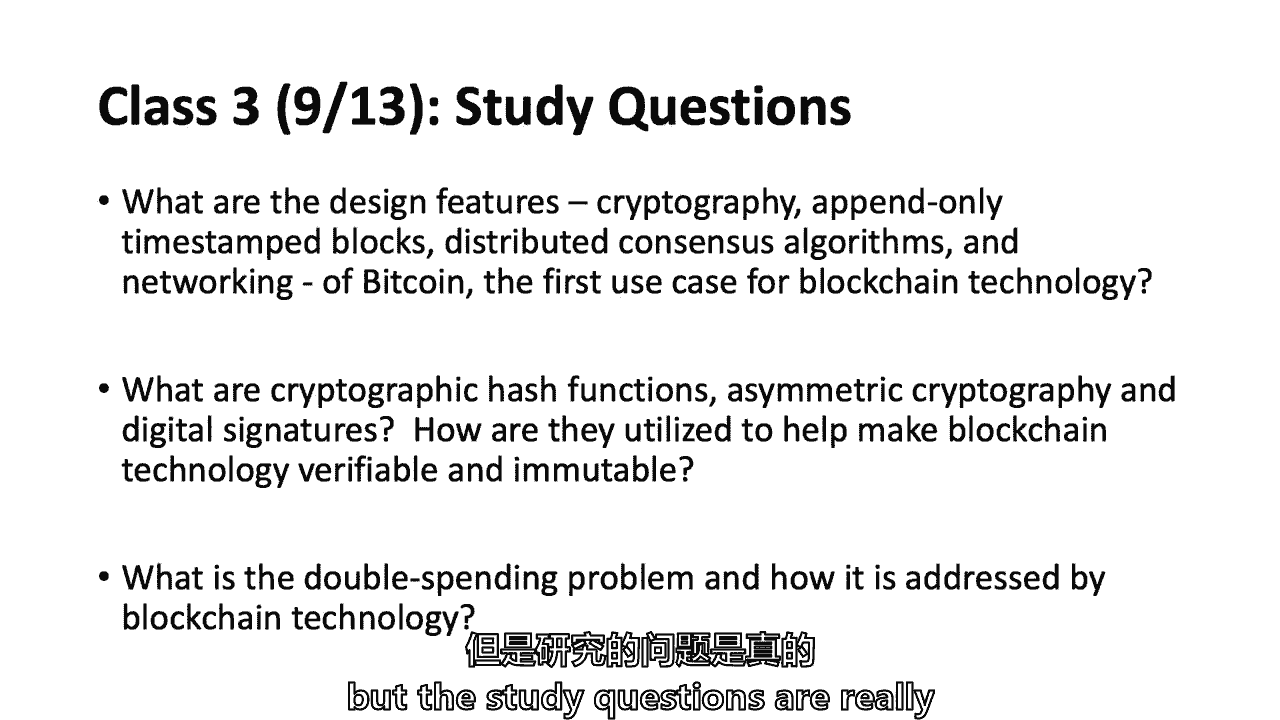 Class 3 (9/13): Study Questions
• What are the design features – cryptography, append-only
timestamped blocks, distributed consensus algorithms, and
networking - of Bitcoin, the first use case for blockchain technology?
• What are cryptographic hash functions, asymmetric cryptography and
digital signatures?  How are they utilized to help make blockchain
technology verifiable and immutable?
• What is the double-spending problem and how it is addressed by
blockchain technology?
但是研究的问题是真的
but the study questions are really